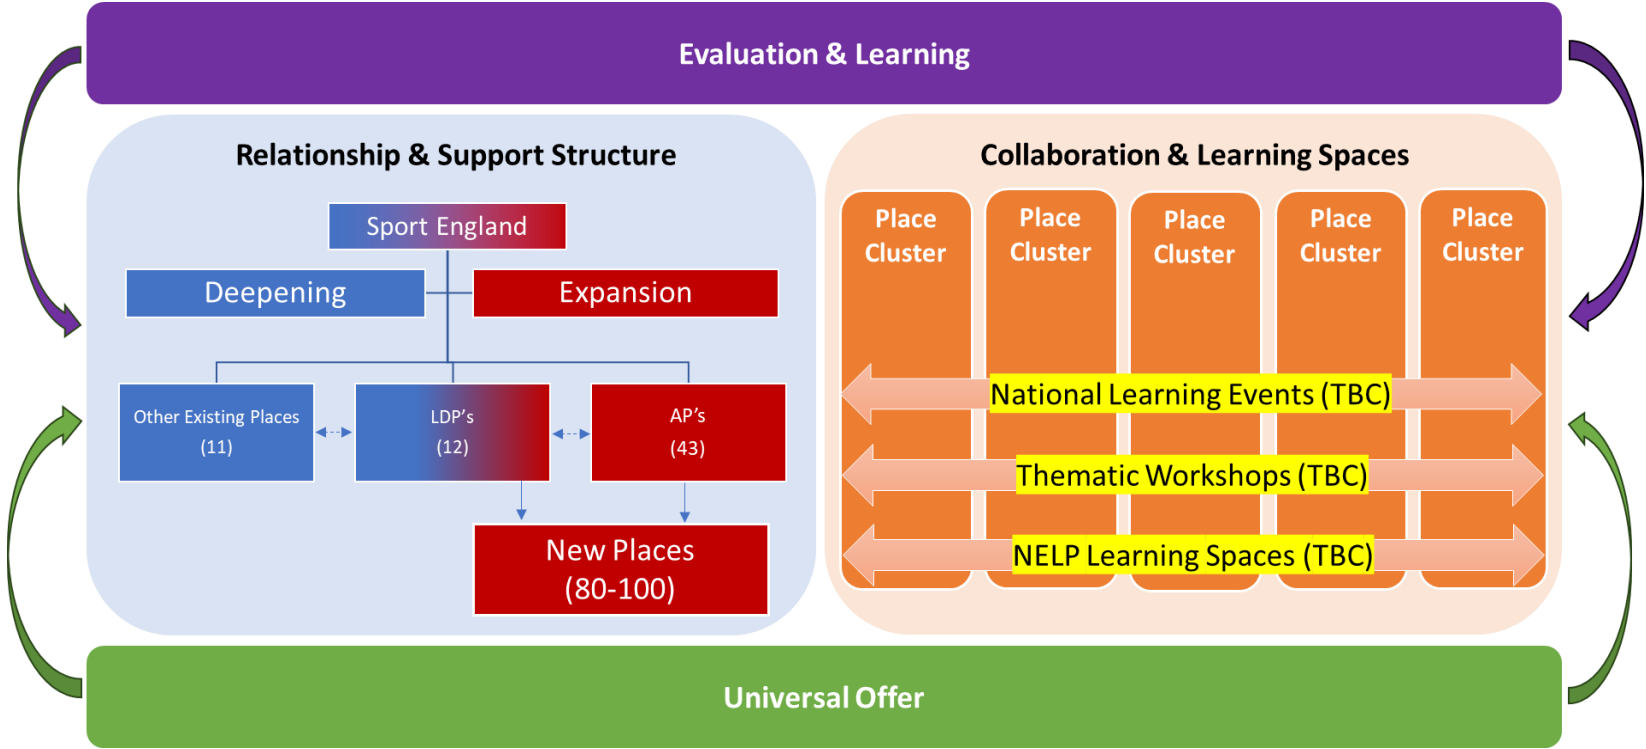 Evaluation & Learning
Relationship & Support Structure
Sport England
Deepening
Expansion
Other Existing Places
(11)
LDP's
(12)
AP's
(43)
New Places
(80-100)
Collaboration & Learning Spaces
Place
Cluster
Place
Cluster
Place
Cluster
Place
Cluster
Place
Cluster
National Learning Events (TBC)
Thematic Workshops (TBC)
NELP Learning Spaces (TBC)
Universal Offer